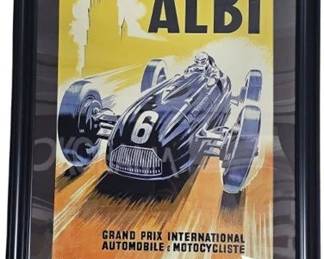 ALBI
6
GRAND PRIX INTERNATIONAL
AUTOMOBILE & MOTOCYCLISTE